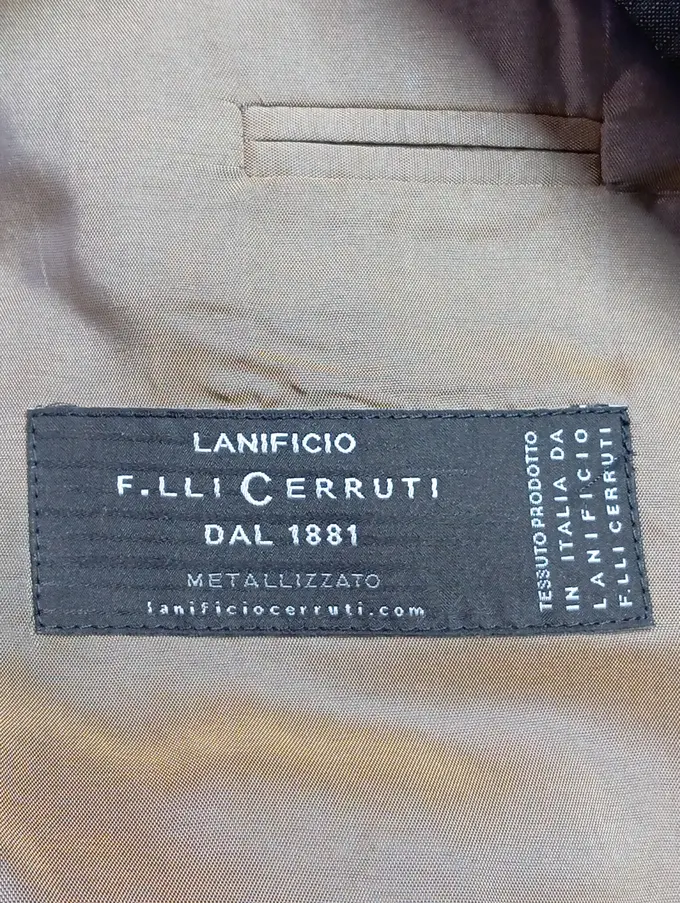 LANIFICIO
F.LLI CERRUTI
DAL 1881
METALLIZZATO
lanificiocerruti.com
TESSUTO PRODOTTO
IN ITALIA DA
LANIFICIO
F.LLI CERRUTI